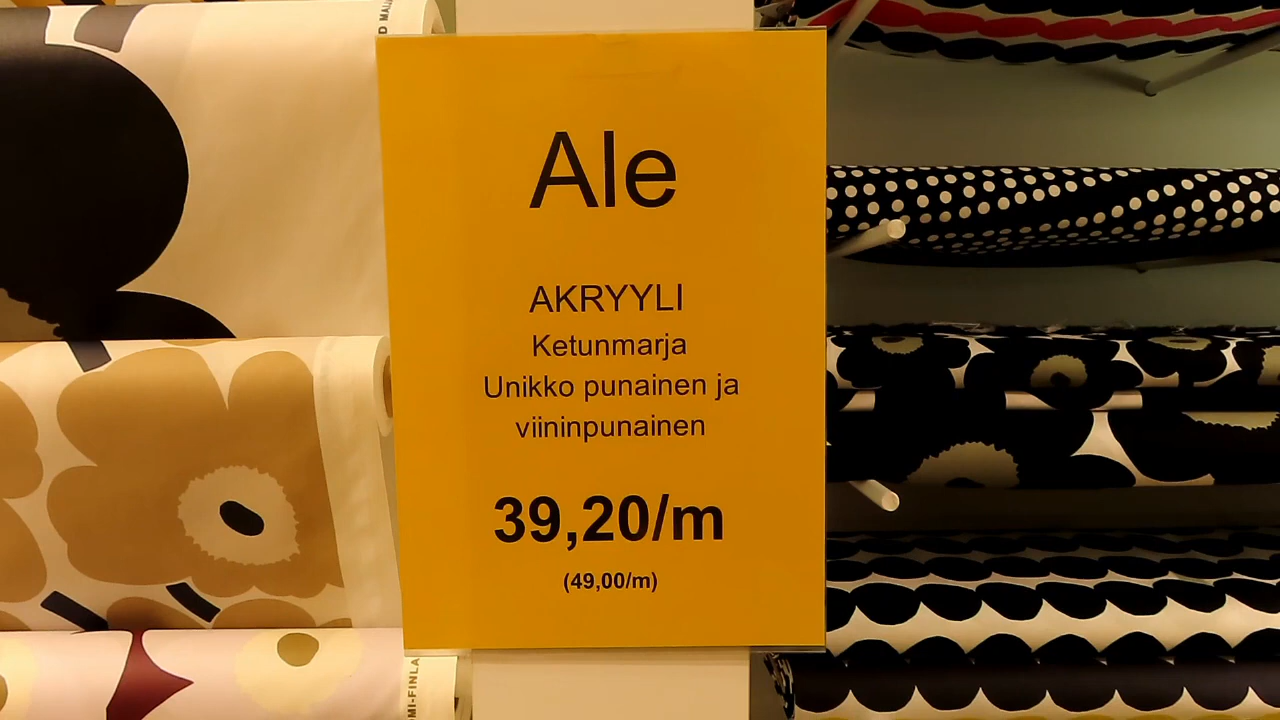 Ale
AKRYYLI
Ketunmarja
Unikko punainen ja
viininpunainen
39,20/m
(49,00/m)